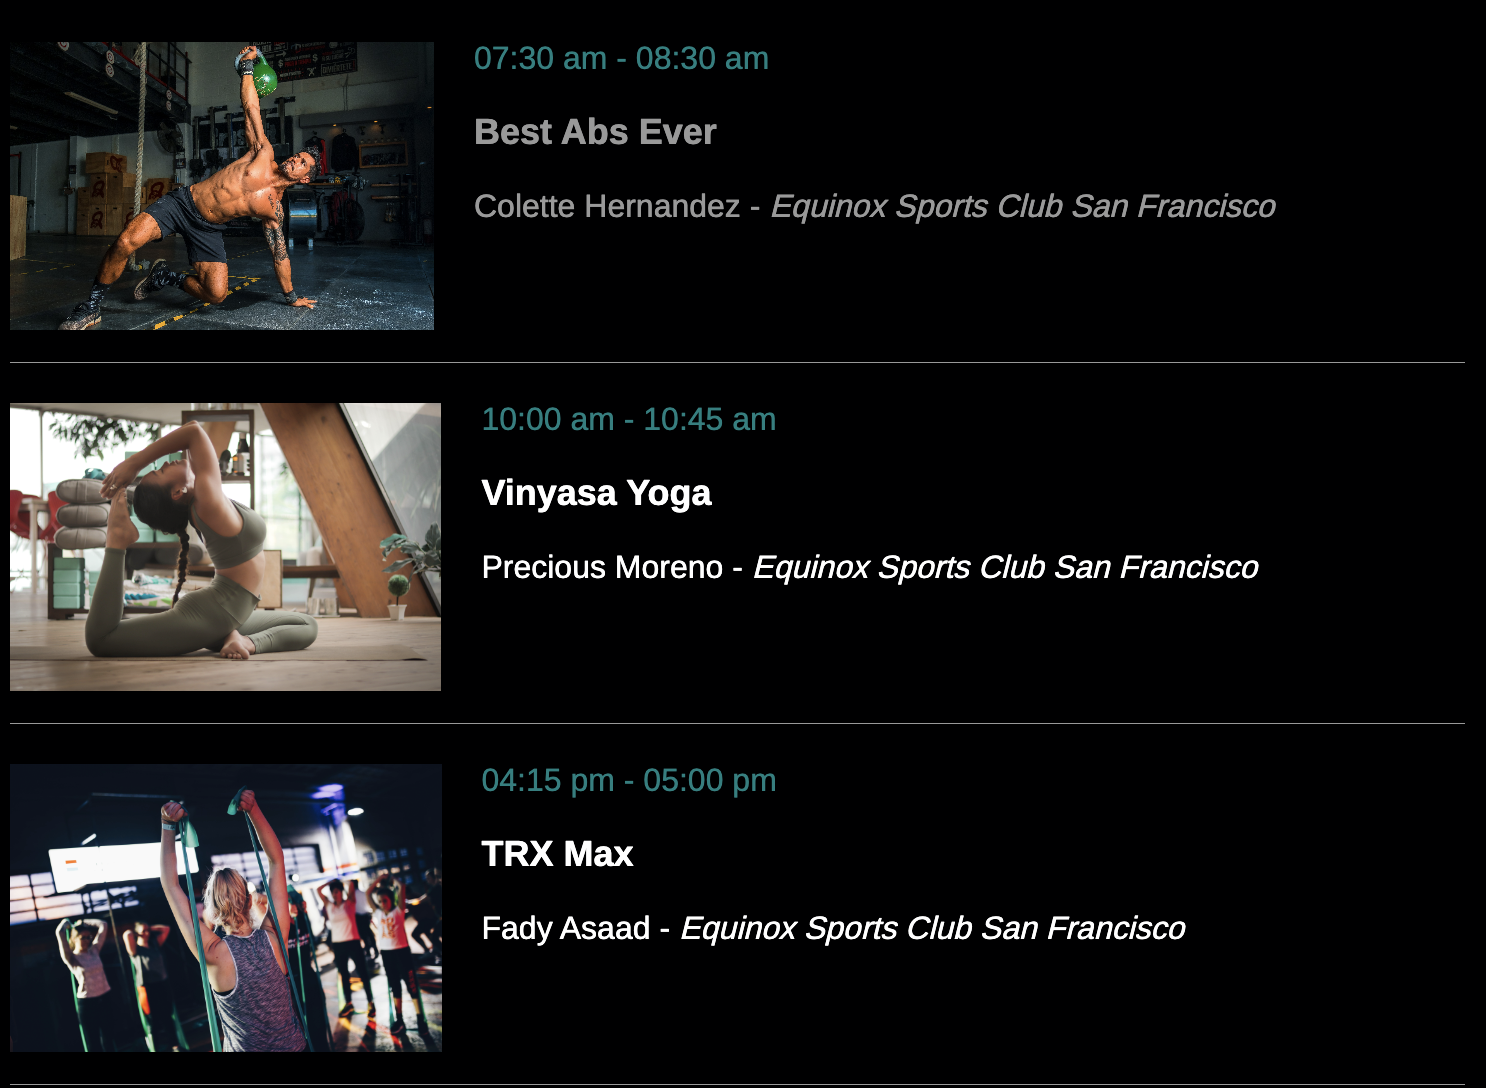 07:30 am - 08:30 am
Best Abs Ever
Colette Hernandez - Equinox Sports Club San Francisco
10:00 am - 10:45 am
Vinyasa Yoga
Precious Moreno - Equinox Sports Club San Francisco
04:15 pm - 05:00 pm
TRX Max
Fady Asaad - Equinox Sports Club San Francisco